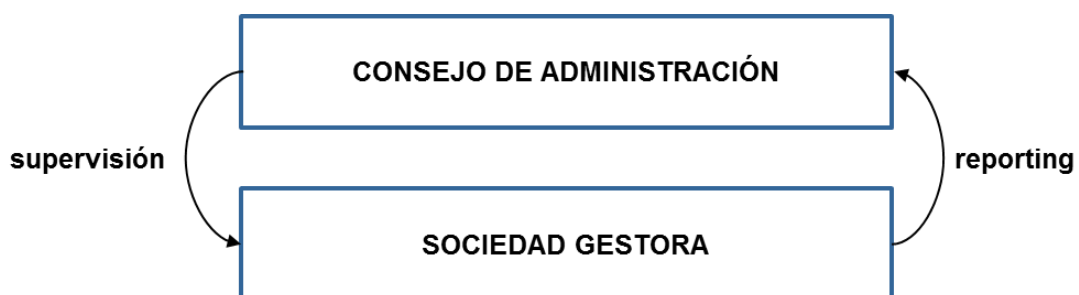 CONSEJO DE ADMINISTRACIÓN
supervisión
reporting
SOCIEDAD GESTORA